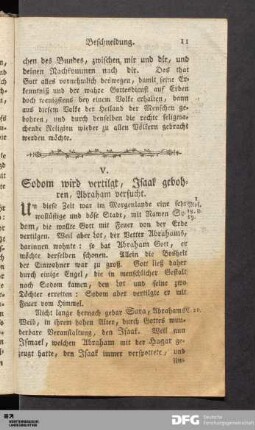 Beschneidung. 11
chen des Bundes, zwischen mir und dir, und
deinen Nachkommen nach dir. Das that
Gott alles vornehmlich deswegen, damit seine Er-
kenntniß und der wahre Gottesdienst auf Erden
doch wenigstens bey einem Volke erhalten, dann
aus diesem Volke der Heiland der Menschen ge-
bohren, und durch denselben die rechte seligma-
chende Religion wieder zu allen Völkern gebracht
werden möchte.
V.
Sodom wird vertilgt, Isaak geboh-
ren, Abraham versucht.
Um diese Zeit war im Morgenlande eine sehr
wollüstige und böse Stadt, mit Namen So-
dom, die wollte Gott mit Feuer von der Erde
vertilgen. Weil aber Lot, der Vetter Abrahams,
darinnen wohnte: so bat Abraham Gott, er
möchte derselben schonen. Allein die Bosheit
der Einwohner war zu groß. Gott ließ daher
durch einige Engel, die in menschlicher Gestalt
nach Sodom kamen, den Lot und seine zwo
Töchter erretten: Sodom aber vertilgte er mit
Feuer vom Himmel.
Nicht lange hernach gebar Sara, Abrahams
Weib, in ihrem hohen Alter, durch Gottes wun-
derbare Veranstaltung, den Isaak. Weil nun
Ismael, welchen Abraham mit der Hagar ge-
zeugt hatte, den Isaak immer verspottete, und
DFG Deutsche
Forschungsgemeinschaft